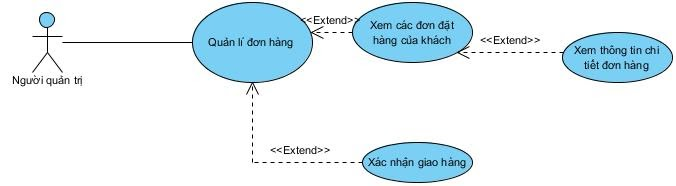 Người quản trị
Quản lí đơn hàng
<<Extend>>
Xem các đơn đặt
hàng của khách
<<Extend>>
Xem thông tin chi
tiết đơn hàng
<<Extend>>
Xác nhận giao hàng